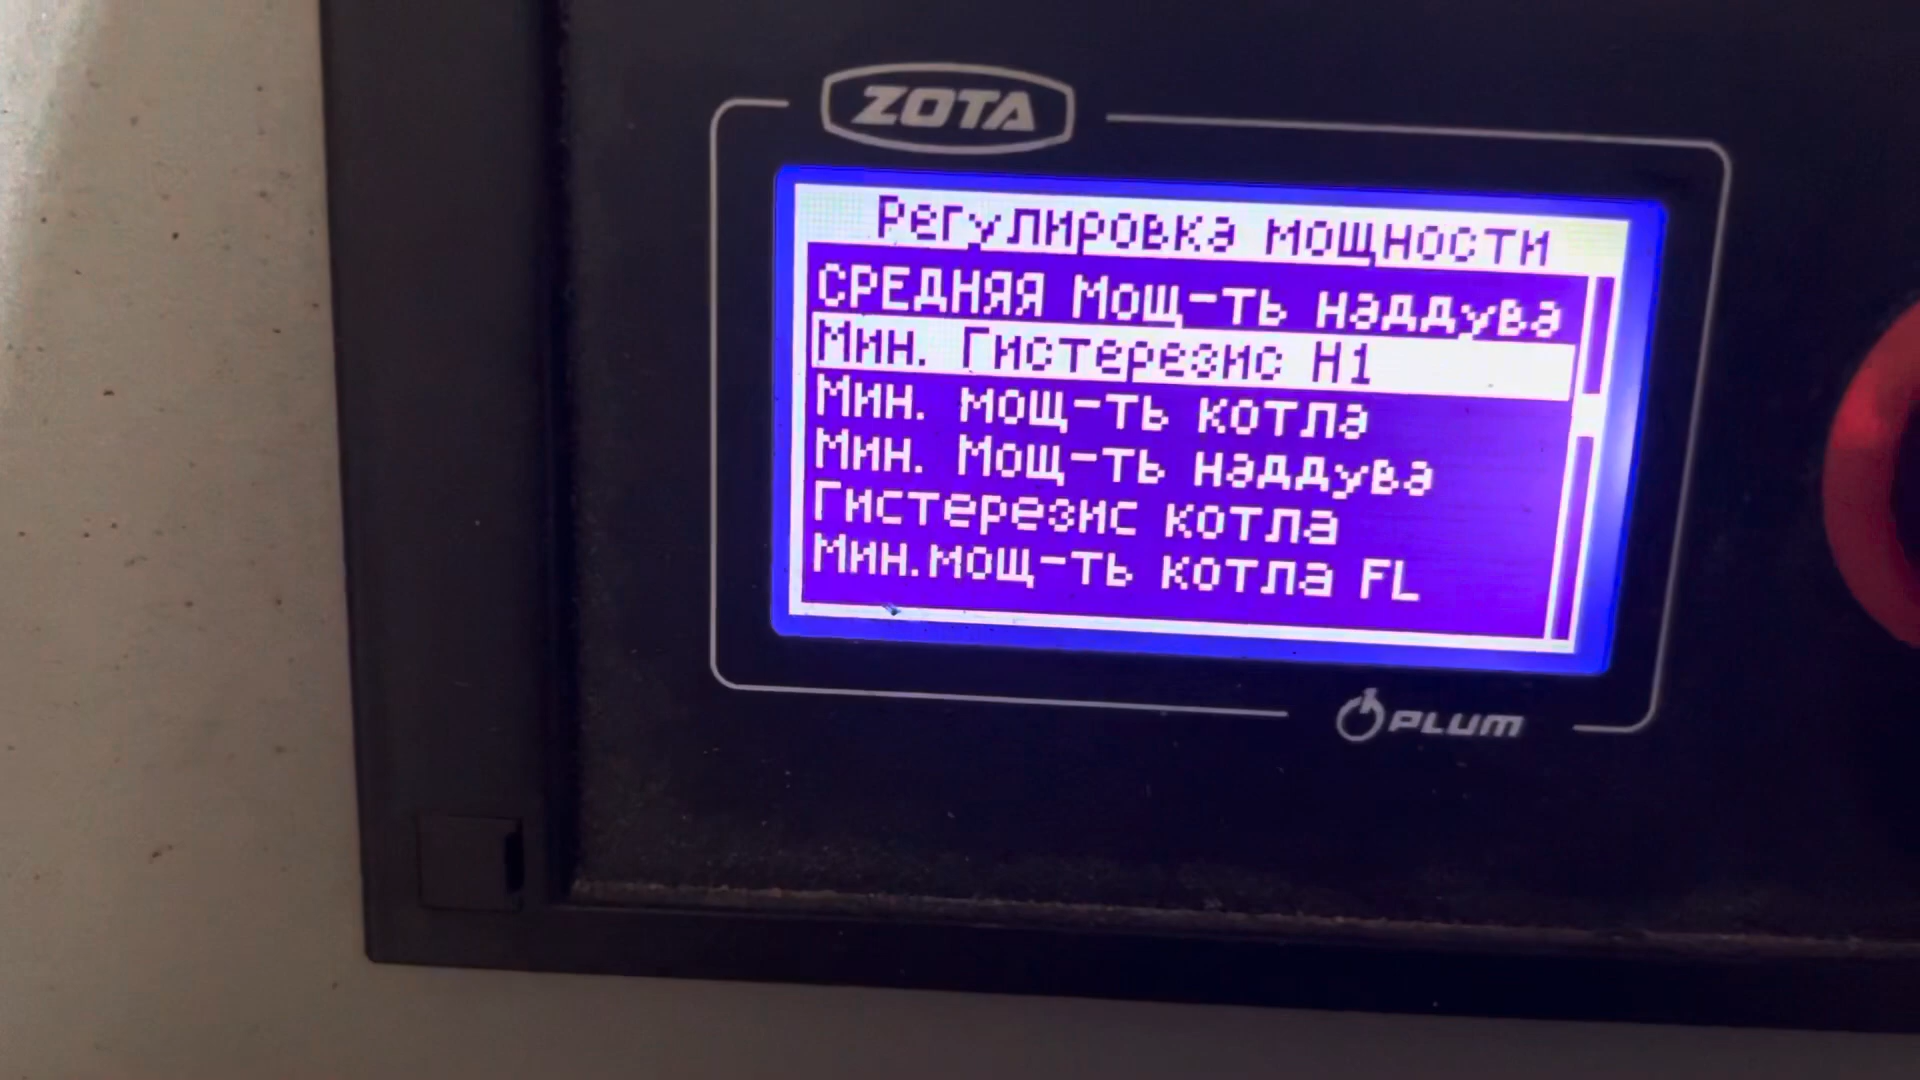 ZOTA
Регулировка мощности
СРЕДНЯЯ Мощ-ть наддува
Мин. Гистерезис Н1
Мин. мощ-ть котла
Мин. Мощ-ть наддува
Гистерезис котла
Мин.мощ-ть котла FL
PLUM